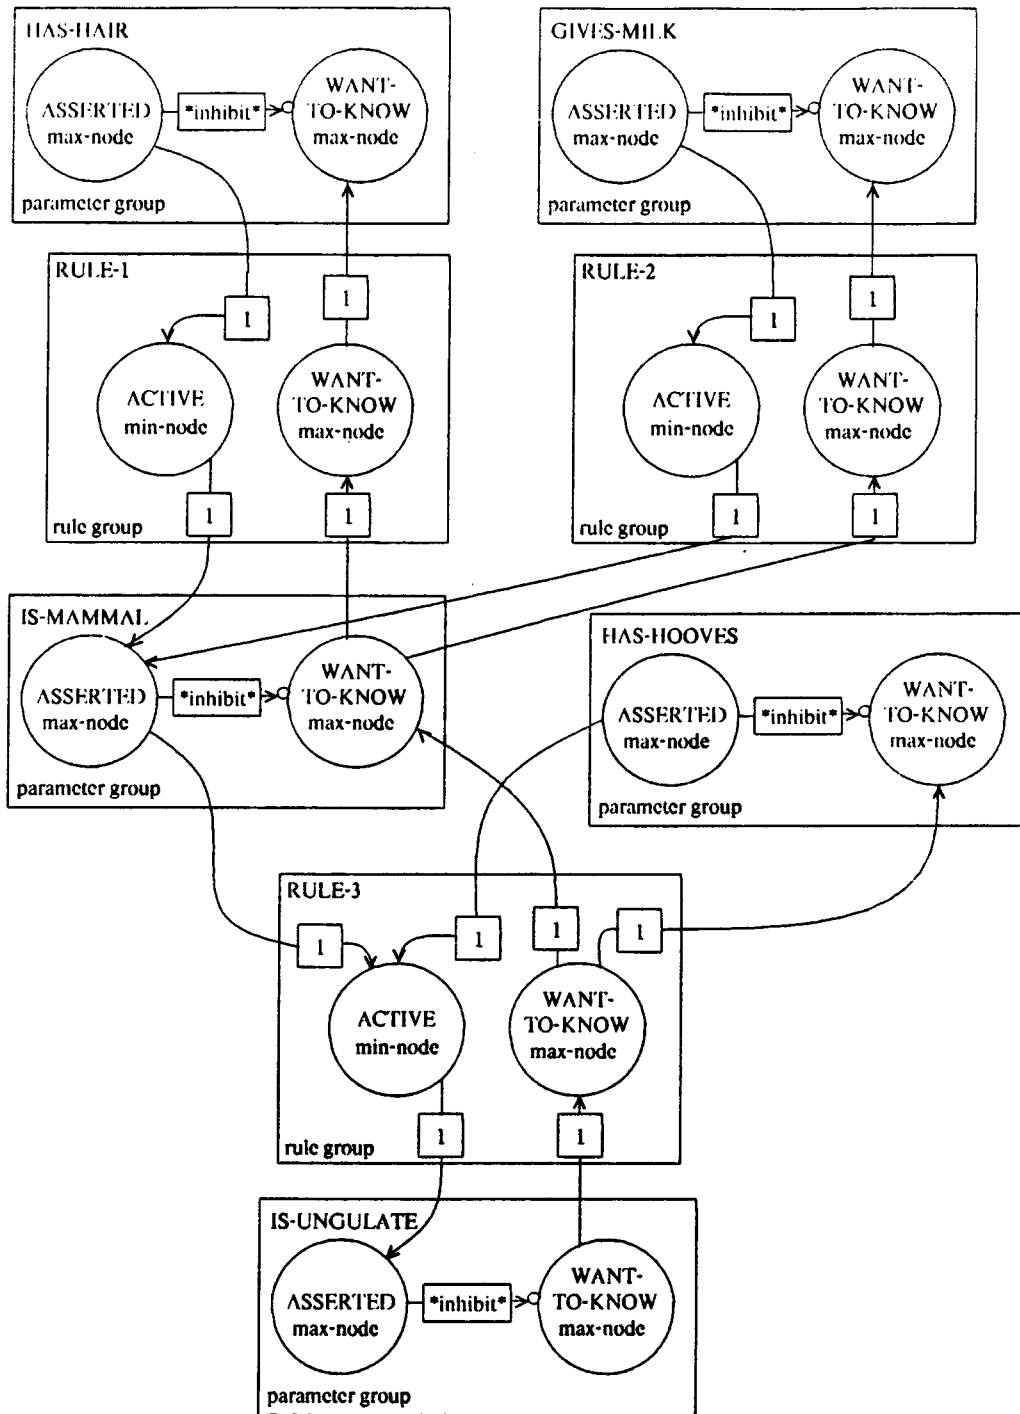 HAS-HAIR
ASSERTED
max-node
*inhibit*
WANT-
TO-KNOW
max-node
parameter group
GIVES-MILK
ASSERTED
max-node
*inhibit*
WANT-
TO-KNOW
max-node
parameter group
RULE-1
1
1
ACTIVE
min-node
WANT-
TO-KNOW
max-node
1
1
rule group
RULE-2
1
1
ACTIVE
min-node
WANT-
TO-KNOW
max-node
1
1
rule group
IS-MAMMAL
ASSERTED
max-node
*inhibit*
WANT-
TO-KNOW
max-node
parameter group
HAS-HOOVES
ASSERTED
max-node
*inhibit*
WANT-
TO-KNOW
max-node
parameter group
RULE-3
1
1
1
1
ACTIVE
min-node
WANT-
TO-KNOW
max-node
1
1
rule group
IS-UNGULATE
ASSERTED
max-node
*inhibit*
WANT-
TO-KNOW
max-node
parameter group